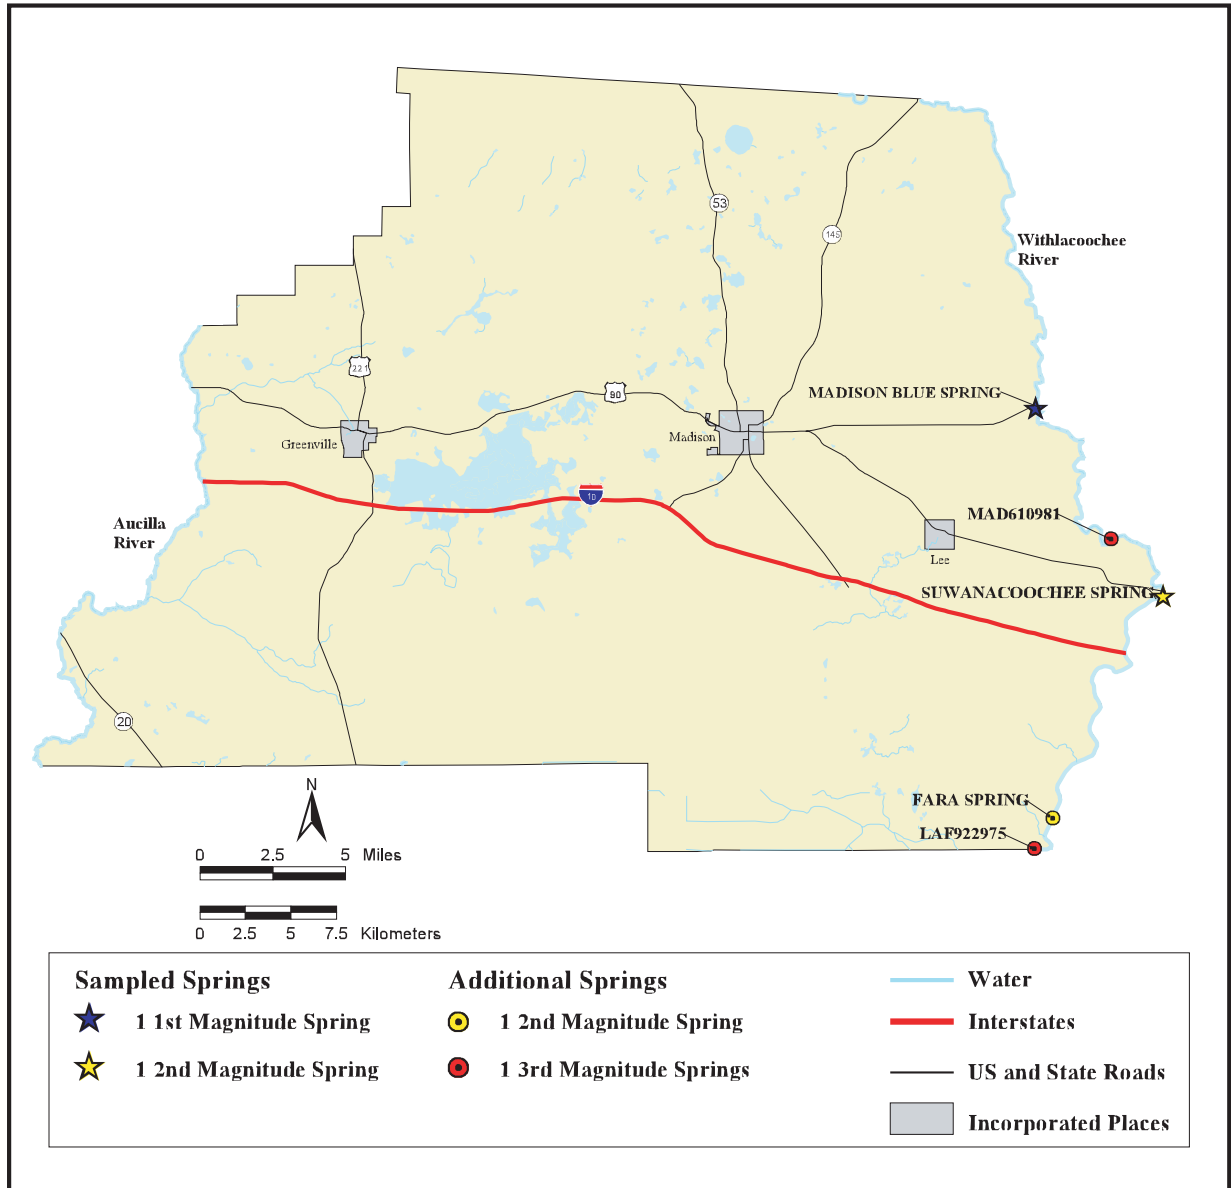 53
145
Withlacoochee
River
221
90
MADISON BLUE SPRING
Greenville
Madison
10
Aucilla
River
MAD610981
Lee
SUWANACOOCHEE SPRING
20
FARA SPRING
LAF922975
N
0 2.5 5 Miles
0 2.5 5 7.5 Kilometers
Sampled Springs
1 1st Magnitude Spring
1 2nd Magnitude Spring
Additional Springs
1 2nd Magnitude Spring
1 3rd Magnitude Springs
Water
Interstates
US and State Roads
Incorporated Places